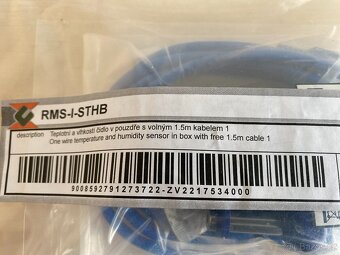 RMS-I-STHB
description Teplotní a vlhkostí čidlo v pouzdře s volným 1.5m kabelem 1
One wire temperature and humidity sensor in box with free 1.5m cable 1
9008592791273722-ZV2217534000